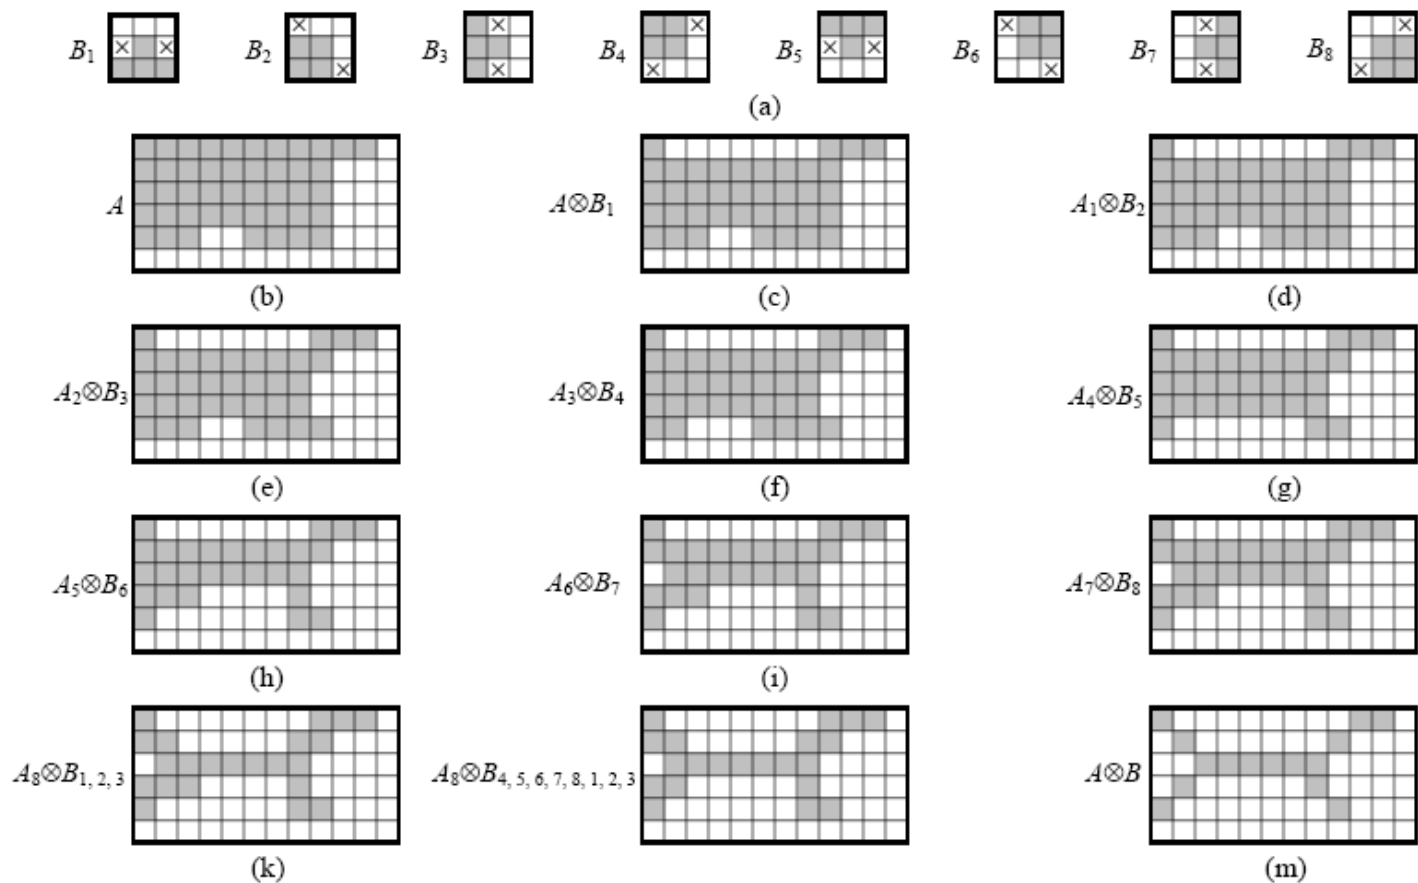 B₁ B₂ B₃ B₄ B₅ B₆ B₇ B₈
(a)
A A⊗B₁ A₁⊗B₂
(b) (c) (d)
A₂⊗B₃ A₃⊗B₄ A₄⊗B₅
(e) (f) (g)
A₅⊗B₆ A₆⊗B₇ A₇⊗B₈
(h) (i)
A₈⊗B₁, ₂, ₃ A₈⊗B₄, ₅, ₆, ₇, ₈, ₁, ₂, ₃ A⊗B
(k) (m)